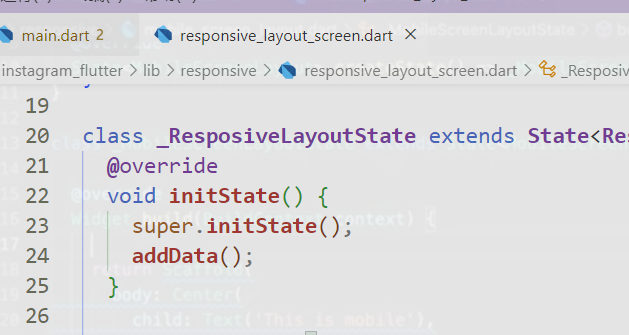 main.dart 2
responsive_layout_screen.dart ×
instagram_flutter > lib > responsive > responsive_layout_screen.dart > _Resposiv
19
20 class _ResposiveLayoutState extends State<Res
21 @override
22 void initState() {
23 super.initState();
24 addData();
25 }
26